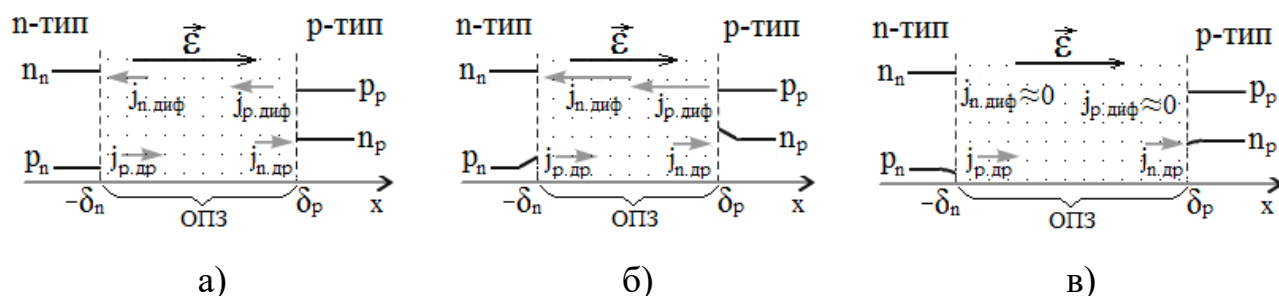 n-тип ε p-тип
nₙ pₚ
jₙ.диф jₚ.диф
pₙ jₚ.др jₙ.др nₚ
−δₙ ОПЗ δₚ x
а)
n-тип ε p-тип
nₙ pₚ
jₙ.диф jₚ.диф
pₙ jₚ.др. jₙ.др nₚ
−δₙ ОПЗ δₚ x
б)
n-тип ε p-тип
nₙ pₚ
jₙ.диф≈0 jₚ.диф≈0
pₙ jₚ.др jₙ.др nₚ
−δₙ ОПЗ δₚ x
в)